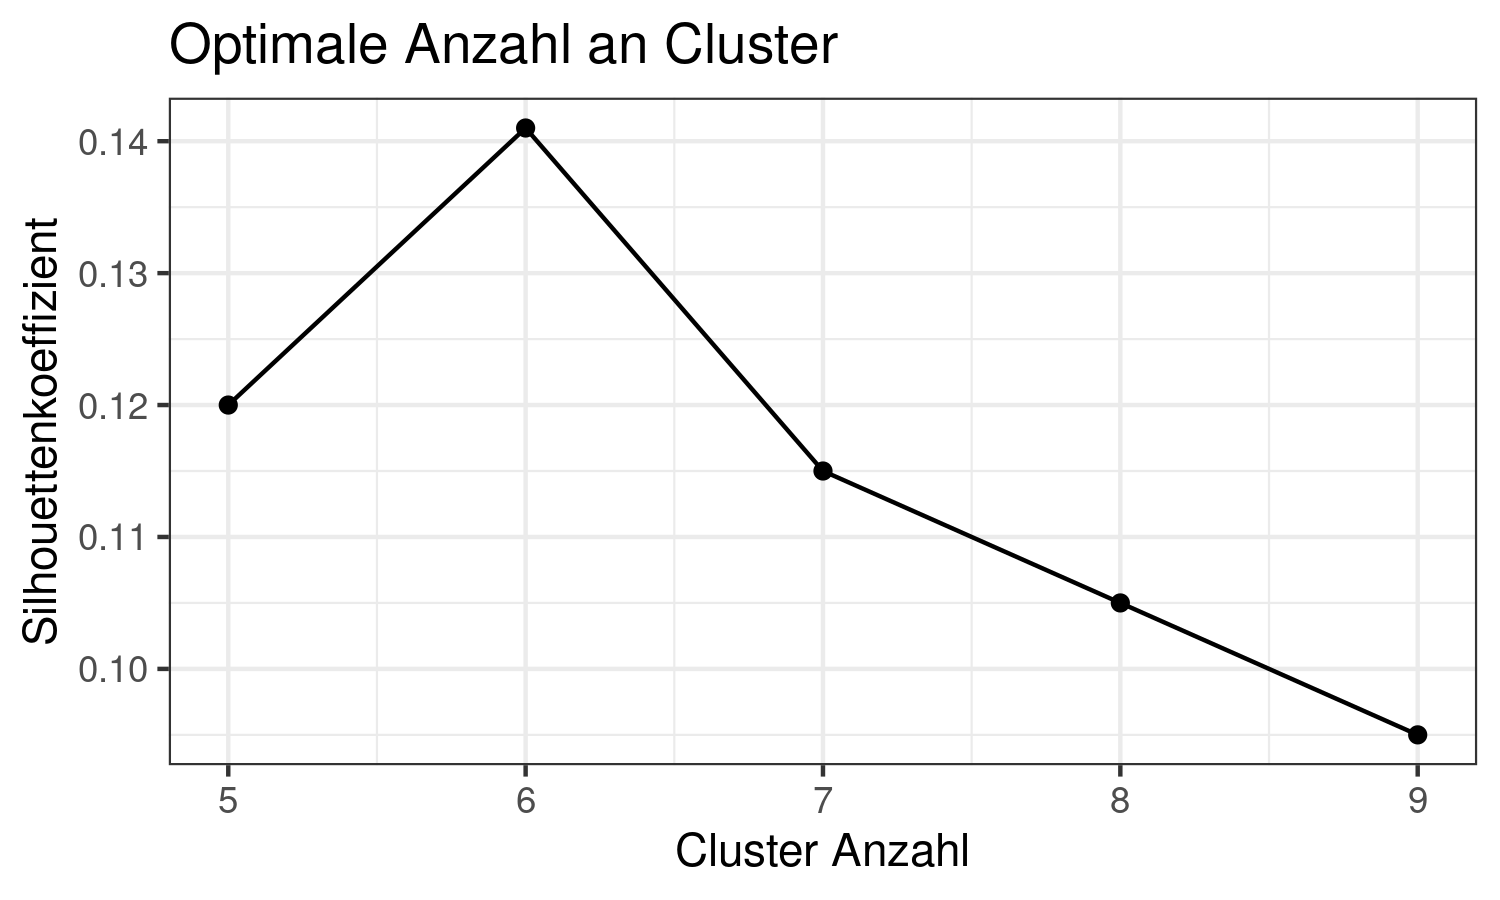 Optimale Anzahl an Cluster
Silhouettenkoeffizient
0.14
0.13
0.12
0.11
0.10
5 6 7 8 9
Cluster Anzahl